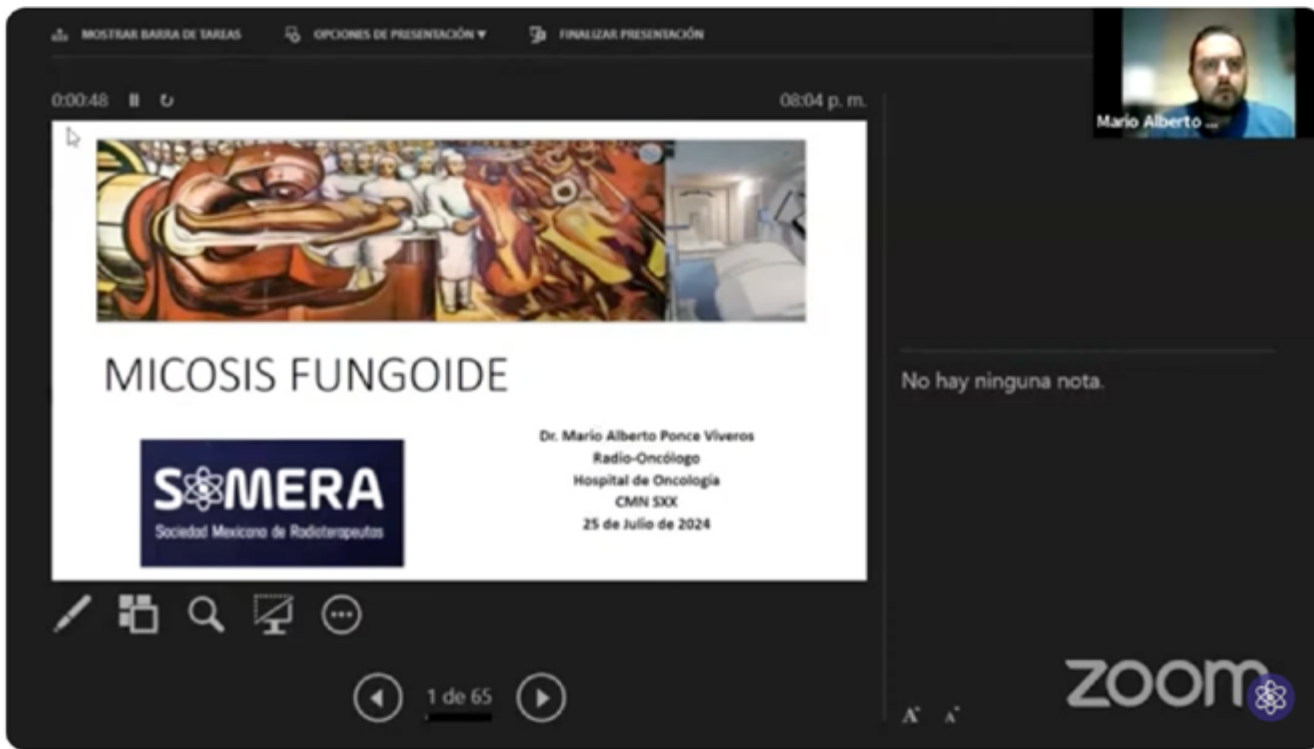 MOSTRAR BARRA DE TAREAS
OPCIONES DE PRESENTACIÓN
FINALIZAR PRESENTACIÓN
Mario Alberto ...
0:00:48
08:04 p. m.
MICOSIS FUNGOIDE
SOMERA
Sociedad Mexicana de Radioterapeutas
Dr. Mario Alberto Ponce Viveros
Radio-Oncólogo
Hospital de Oncología
CMN SXX
25 de Julio de 2024
No hay ninguna nota.
1 de 65
A A
zoom